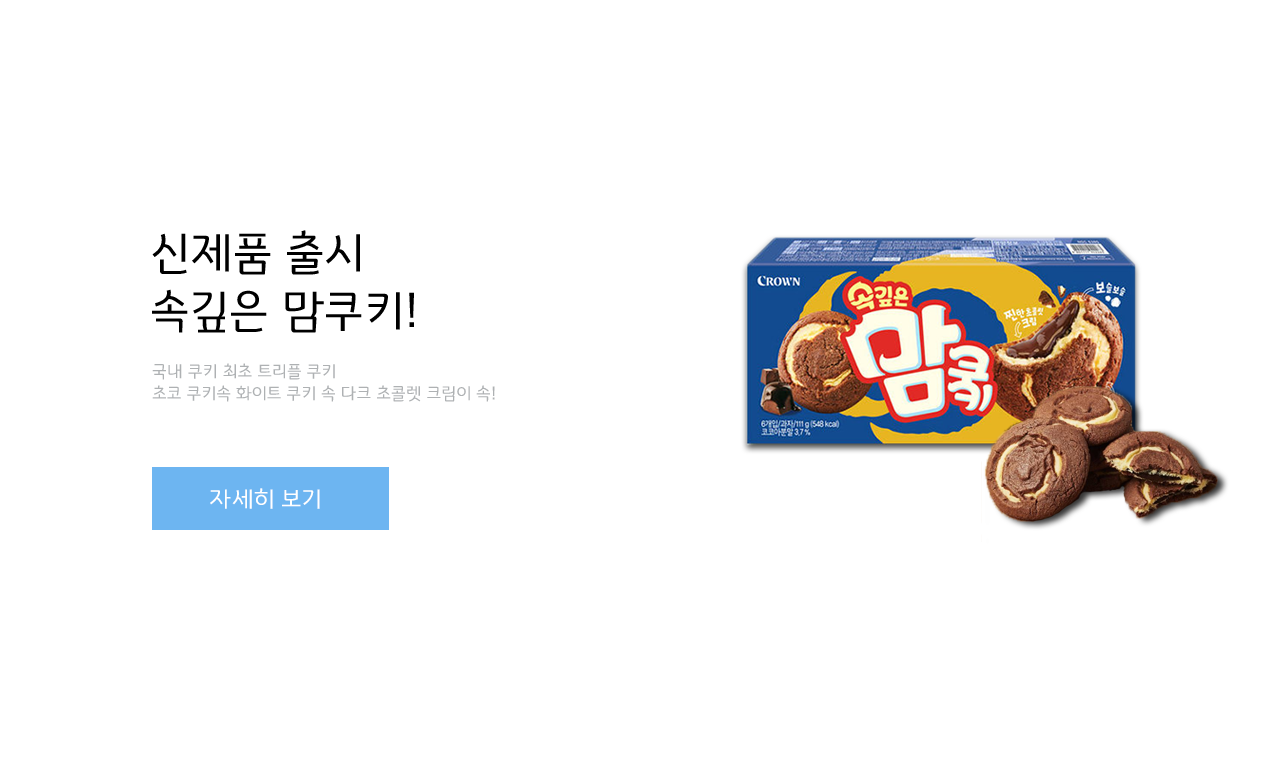 신제품 출시
속깊은 맘쿠키!
국내 쿠키 최초 트리플 쿠키
초코 쿠키속 화이트 쿠키 속 다크 초콜렛 크림이 속!
자세히 보기
CROWN
속깊은
맘쿠키
찐한 초콜릿
크림
보슬보슬
6개입/과자/111 g (548 kcal)
코코아분말 3.7 %